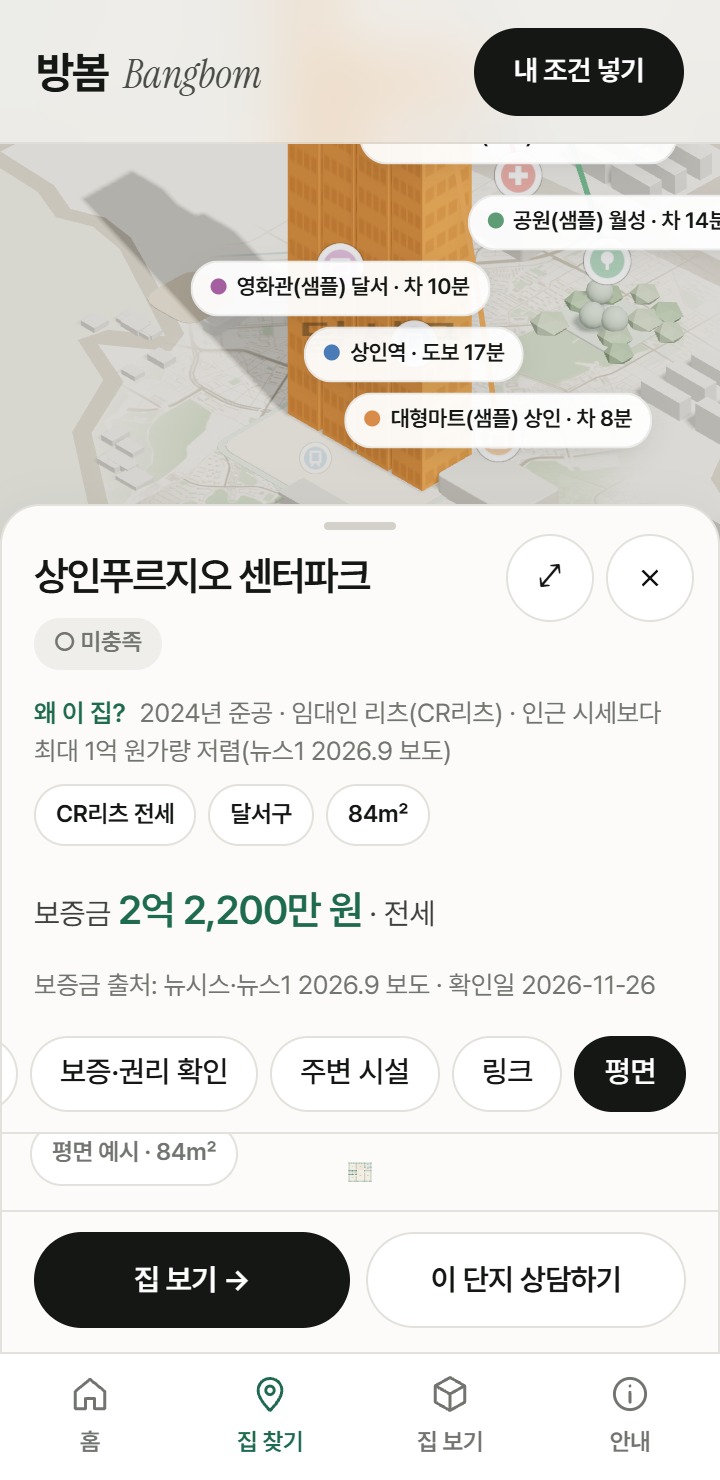 방봄 Bangbom
내 조건 넣기
공원(샘플) 월성 · 차 14분
영화관(샘플) 달서 · 차 10분
상인역 · 도보 17분
대형마트(샘플) 상인 · 차 8분
상인푸르지오 센터파크
미충족
왜 이 집? 2024년 준공 · 임대인 리츠(CR리츠) · 인근 시세보다
최대 1억 원가량 저렴(뉴스1 2026.9 보도)
CR리츠 전세
달서구
84m²
보증금 2억 2,200만 원 · 전세
보증금 출처: 뉴시스·뉴스1 2026.9 보도 · 확인일 2026-11-26
보증·권리 확인
주변 시설
링크
평면
평면 예시 · 84m²
집 보기 →
이 단지 상담하기
홈
집 찾기
집 보기
안내